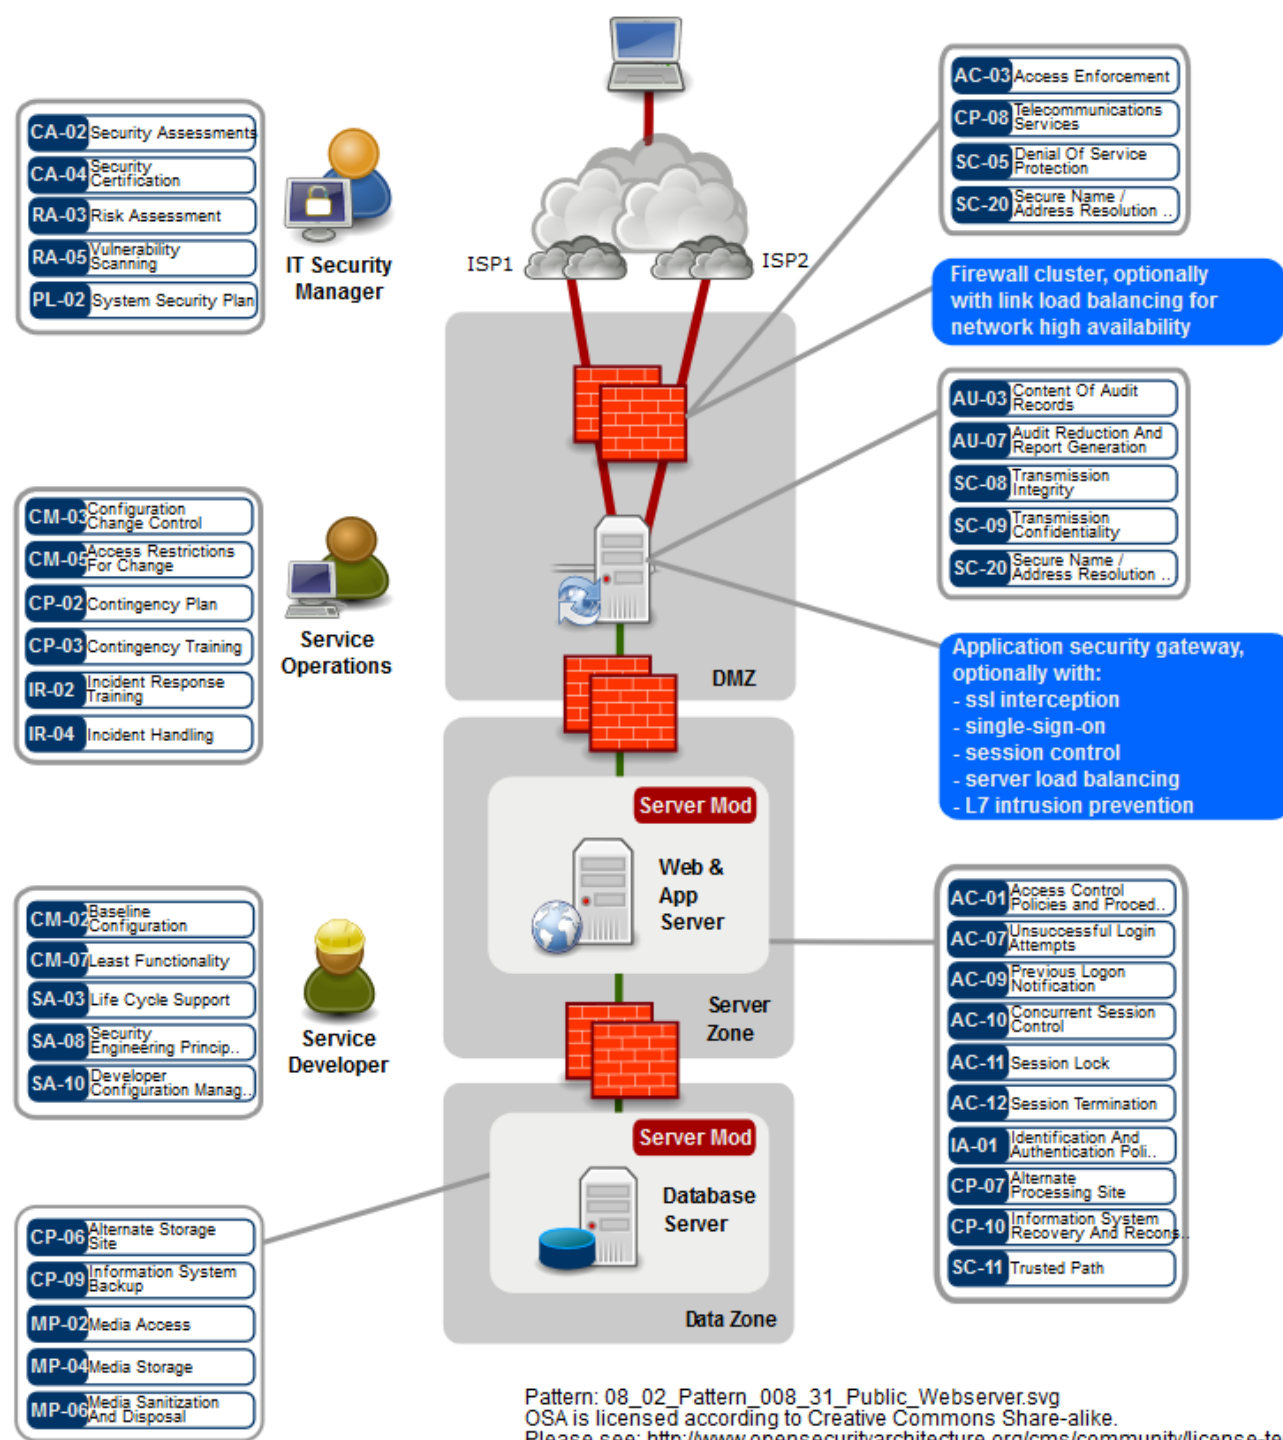 CA-02 Security Assessments
CA-04 Security
Certification
RA-03 Risk Assessment
RA-05 Vulnerability
Scanning
PL-02 System Security Plan
IT Security
Manager
ISP1
ISP2
AC-03 Access Enforcement
CP-08 Telecommunications
Services
SC-05 Denial Of Service
Protection
SC-20 Secure Name /
Address Resolution ..
Firewall cluster, optionally
with link load balancing for
network high availability
AU-03 Content Of Audit
Records
AU-07 Audit Reduction And
Report Generation
SC-08 Transmission
Integrity
SC-09 Transmission
Confidentiality
SC-20 Secure Name /
Address Resolution ..
CM-03 Configuration
Change Control
CM-05 Access Restrictions
For Change
CP-02 Contingency Plan
CP-03 Contingency Training
IR-02 Incident Response
Training
IR-04 Incident Handling
Service
Operations
DMZ
Application security gateway,
optionally with:
- ssl interception
- single-sign-on
- session control
- server load balancing
- L7 intrusion prevention
Server Mod
Web &
App
Server
Server
Zone
CM-02 Baseline
Configuration
CM-07 Least Functionality
SA-03 Life Cycle Support
SA-08 Security
Engineering Princip..
SA-10 Developer
Configuration Manag..
Service
Developer
AC-01 Access Control
Policies and Proced..
AC-07 Unsuccessful Login
Attempts
AC-09 Previous Logon
Notification
AC-10 Concurrent Session
Control
AC-11 Session Lock
AC-12 Session Termination
IA-01 Identification And
Authentication Poli..
CP-07 Alternate
Processing Site
CP-10 Information System
Recovery And Recons..
SC-11 Trusted Path
Server Mod
Database
Server
Data Zone
CP-06 Alternate Storage
Site
CP-09 Information System
Backup
MP-02 Media Access
MP-04 Media Storage
MP-06 Media Sanitization
And Disposal
Pattern: 08_02_Pattern_008_31_Public_Webserver.svg
OSA is licensed according to Creative Commons Share-alike.
Please see: http://www.opensecurityarchitecture.org/cms/community/license-te